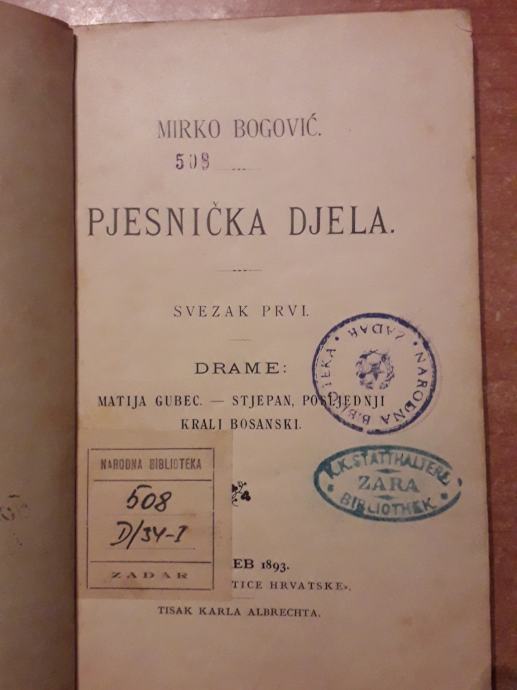 MIRKO BOGOVIĆ.
508
PJESNIČKA DJELA.
SVEZAK PRVI.
DRAME:
MATIJA GUBEC. — STJEPAN, POSLJEDNJI
KRALJ BOSANSKI.
NARODNA BIBLIOTEKA • ZADAR •
K.K. STATTHALTEREI
ZARA
BIBLIOTHEK
NARODNA BIBLIOTEKA
508
D/34-I
ZADAR
EB 1893.
TICE HRVATSKE».
TISAK KARLA ALBRECHTA.